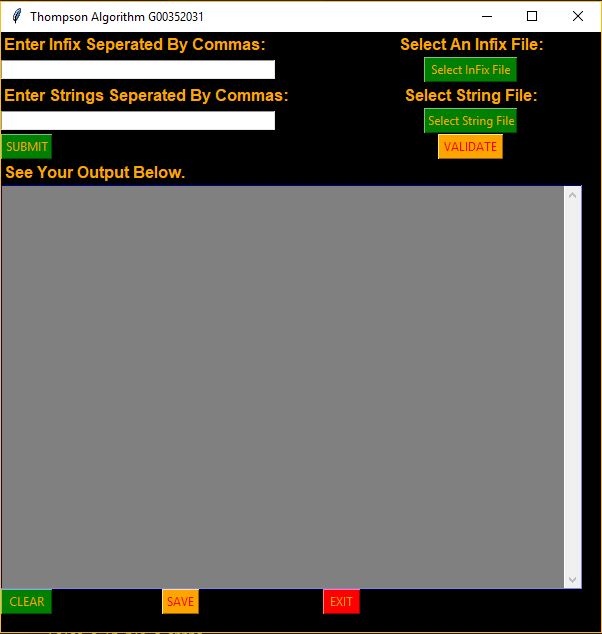 Thompson Algorithm G00352031
Enter Infix Seperated By Commas:
Select An Infix File:
Select InFix File
Enter Strings Seperated By Commas:
Select String File:
Select String File
SUBMIT
VALIDATE
See Your Output Below.
CLEAR
SAVE
EXIT